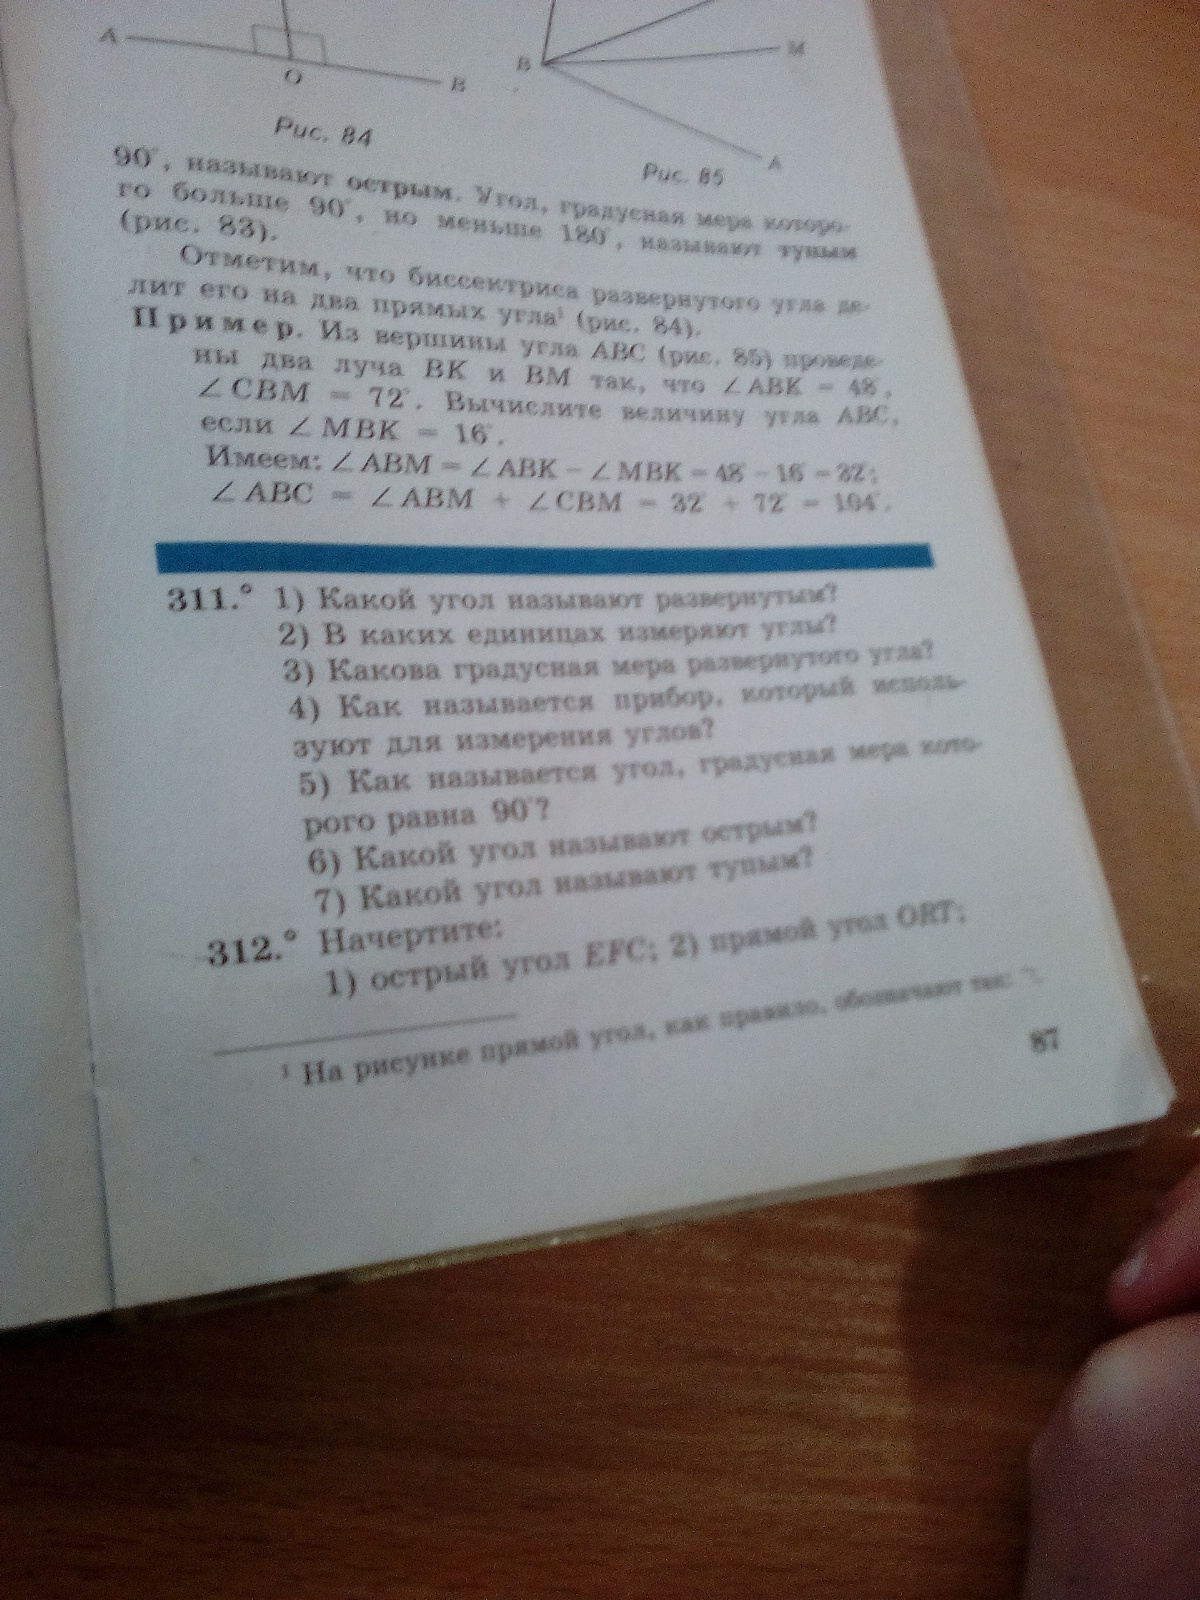 A
O
B
B
M
A
Рис. 84
Рис. 85
90°, называют острым. Угол, градусная мера которо-
го больше 90°, но меньше 180°, называют тупым
(рис. 83).
Отметим, что биссектриса развернутого угла де-
лит его на два прямых угла¹ (рис. 84).
Пример. Из вершины угла ABC (рис. 85) проведе-
ны два луча BK и BM так, что ∠ABK = 48°,
∠CBM = 72°. Вычислите величину угла ABC,
если ∠MBK = 16°.
Имеем: ∠ABM = ∠ABK − ∠MBK = 48° − 16° = 32°;
∠ABC = ∠ABM + ∠CBM = 32° + 72° = 104°.
311.° 1) Какой угол называют развернутым?
2) В каких единицах измеряют углы?
3) Какова градусная мера развернутого угла?
4) Как называется прибор, который исполь-
зуют для измерения углов?
5) Как называется угол, градусная мера кото-
рого равна 90°?
6) Какой угол называют острым?
7) Какой угол называют тупым?
312.° Начертите:
1) острый угол EFC; 2) прямой угол ORT;
¹ На рисунке прямой угол, как правило, обозначают так: ¬.
87